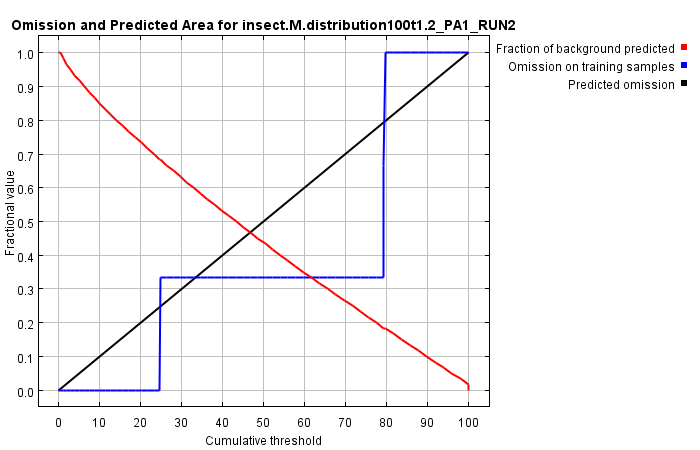 Omission and Predicted Area for insect.M.distribution100t1.2_PA1_RUN2
Fraction of background predicted
Omission on training samples
Predicted omission
Fractional value
1.0
0.9
0.8
0.7
0.6
0.5
0.4
0.3
0.2
0.1
0.0
0 10 20 30 40 50 60 70 80 90 100
Cumulative threshold